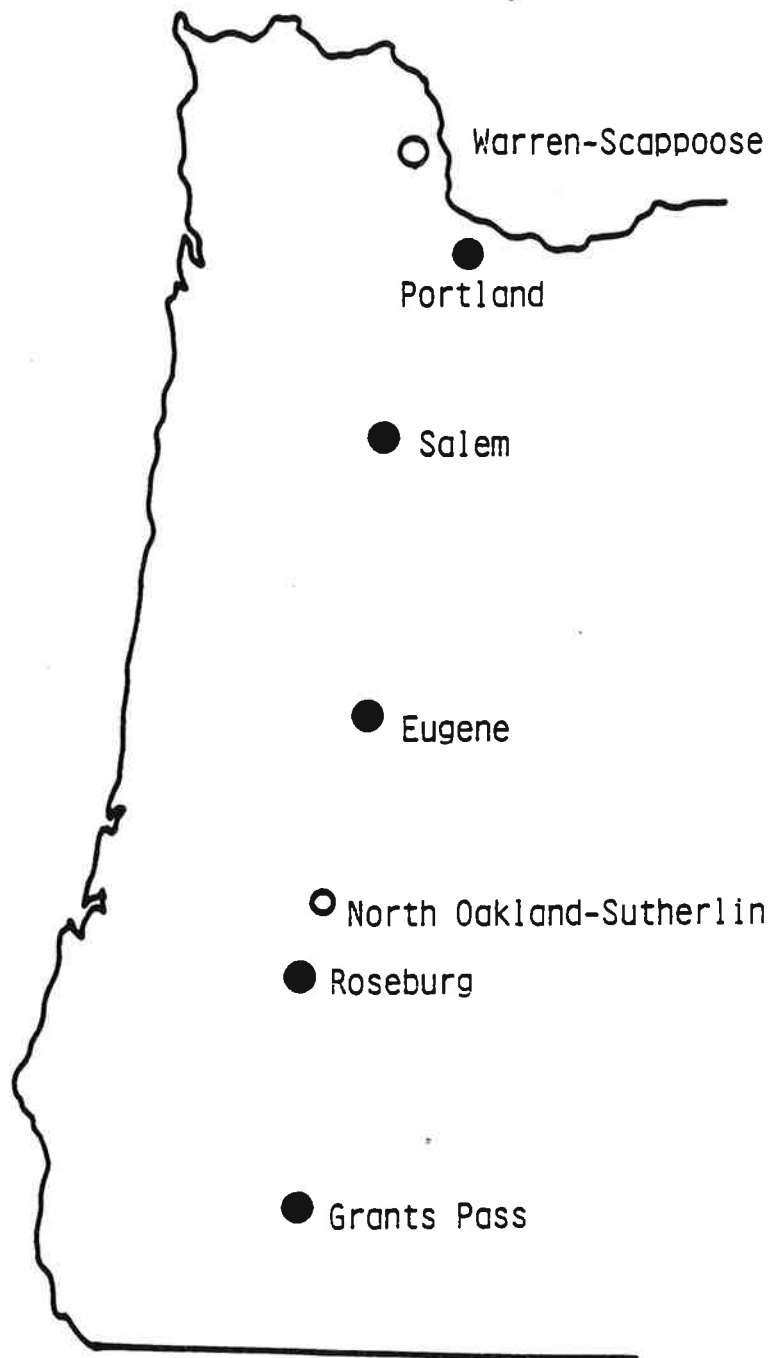 Warren-Scappoose
Portland
Salem
Eugene
North Oakland-Sutherlin
Roseburg
Grants Pass